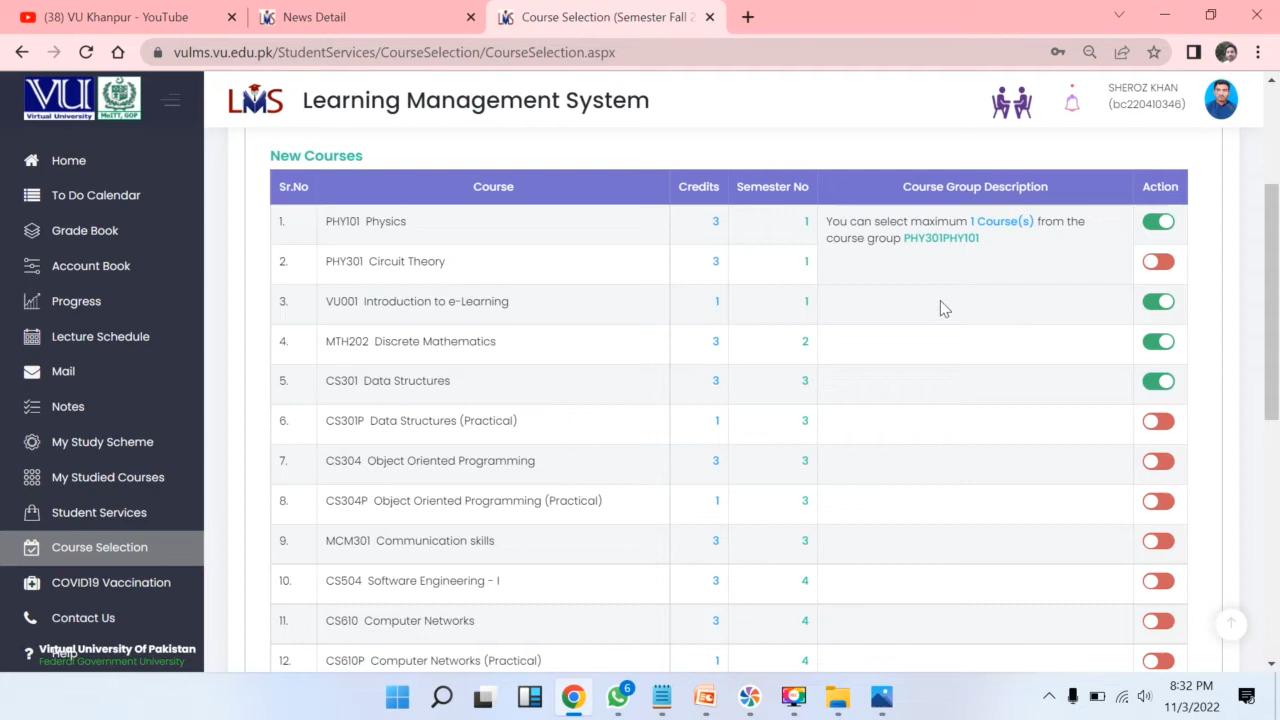 (38) VU Khanpur - YouTube
News Detail
Course Selection (Semester Fall 2
vulms.vu.edu.pk/StudentServices/CourseSelection/CourseSelection.aspx
VU
Virtual University
MoITT, GOP
LMS
Learning Management System
SHEROZ KHAN
(bc220410346)
Home
To Do Calendar
Grade Book
Account Book
Progress
Lecture Schedule
Mail
Notes
My Study Scheme
My Studied Courses
Student Services
Course Selection
COVID19 Vaccination
Contact Us
Help
Virtual University Of Pakistan
Federal Government University
New Courses
Sr.No Course Credits Semester No Course Group Description Action
1. PHY101 Physics 3 1 You can select maximum 1 Course(s) from the
course group PHY301PHY101
2. PHY301 Circuit Theory 3 1
3. VU001 Introduction to e-Learning 1 1
4. MTH202 Discrete Mathematics 3 2
5. CS301 Data Structures 3 3
6. CS301P Data Structures (Practical) 1 3
7. CS304 Object Oriented Programming 3 3
8. CS304P Object Oriented Programming (Practical) 1 3
9. MCM301 Communication skills 3 3
10. CS504 Software Engineering - I 3 4
11. CS610 Computer Networks 3 4
12. CS610P Computer Networks (Practical) 1 4
6
8:32 PM
11/3/2022